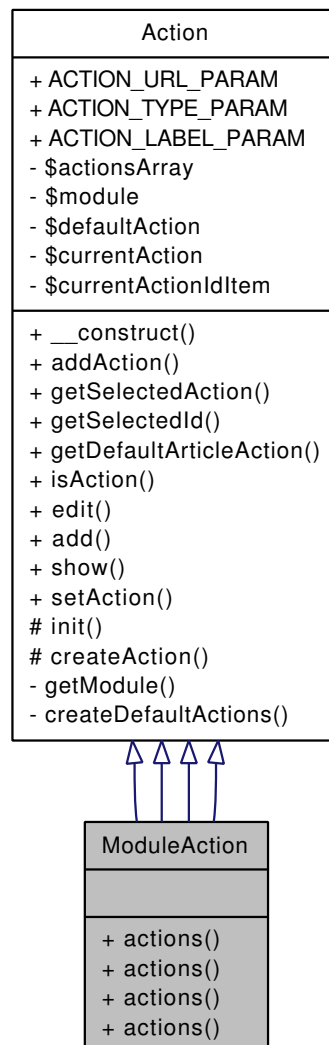 Action
+ ACTION_URL_PARAM
+ ACTION_TYPE_PARAM
+ ACTION_LABEL_PARAM
- $actionsArray
- $module
- $defaultAction
- $currentAction
- $currentActionIdItem
+ __construct()
+ addAction()
+ getSelectedAction()
+ getSelectedId()
+ getDefaultArticleAction()
+ isAction()
+ edit()
+ add()
+ show()
+ setAction()
# init()
# createAction()
- getModule()
- createDefaultActions()
ModuleAction
+ actions()
+ actions()
+ actions()
+ actions()